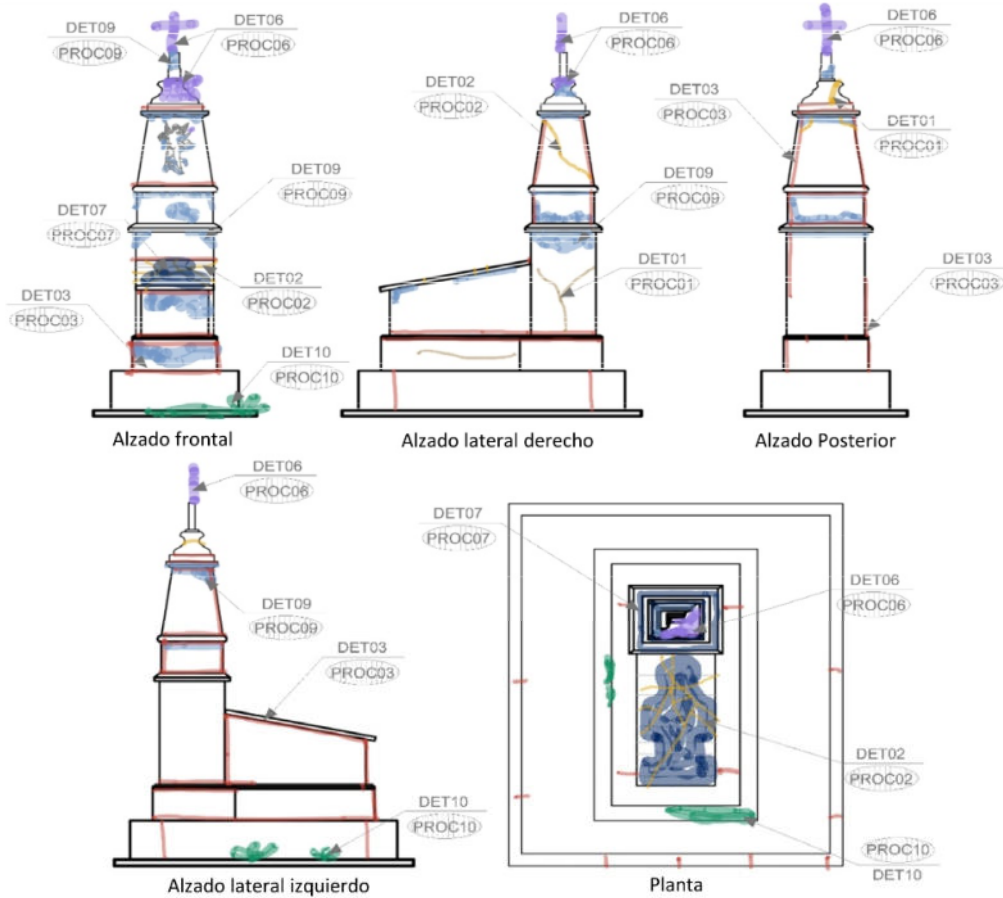 DET09
PROC09
DET06
PROC06
DET09
PROC09
DET07
PROC07
DET02
PROC02
DET03
PROC03
DET10
PROC10
Alzado frontal
DET06
PROC06
DET02
PROC02
DET09
PROC09
DET01
PROC01
Alzado lateral derecho
DET06
PROC06
DET03
PROC03
DET01
PROC01
DET03
PROC03
Alzado Posterior
DET06
PROC06
DET09
PROC09
DET03
PROC03
DET10
PROC10
Alzado lateral izquierdo
DET07
PROC07
DET06
PROC06
DET02
PROC02
PROC10
DET10
Planta